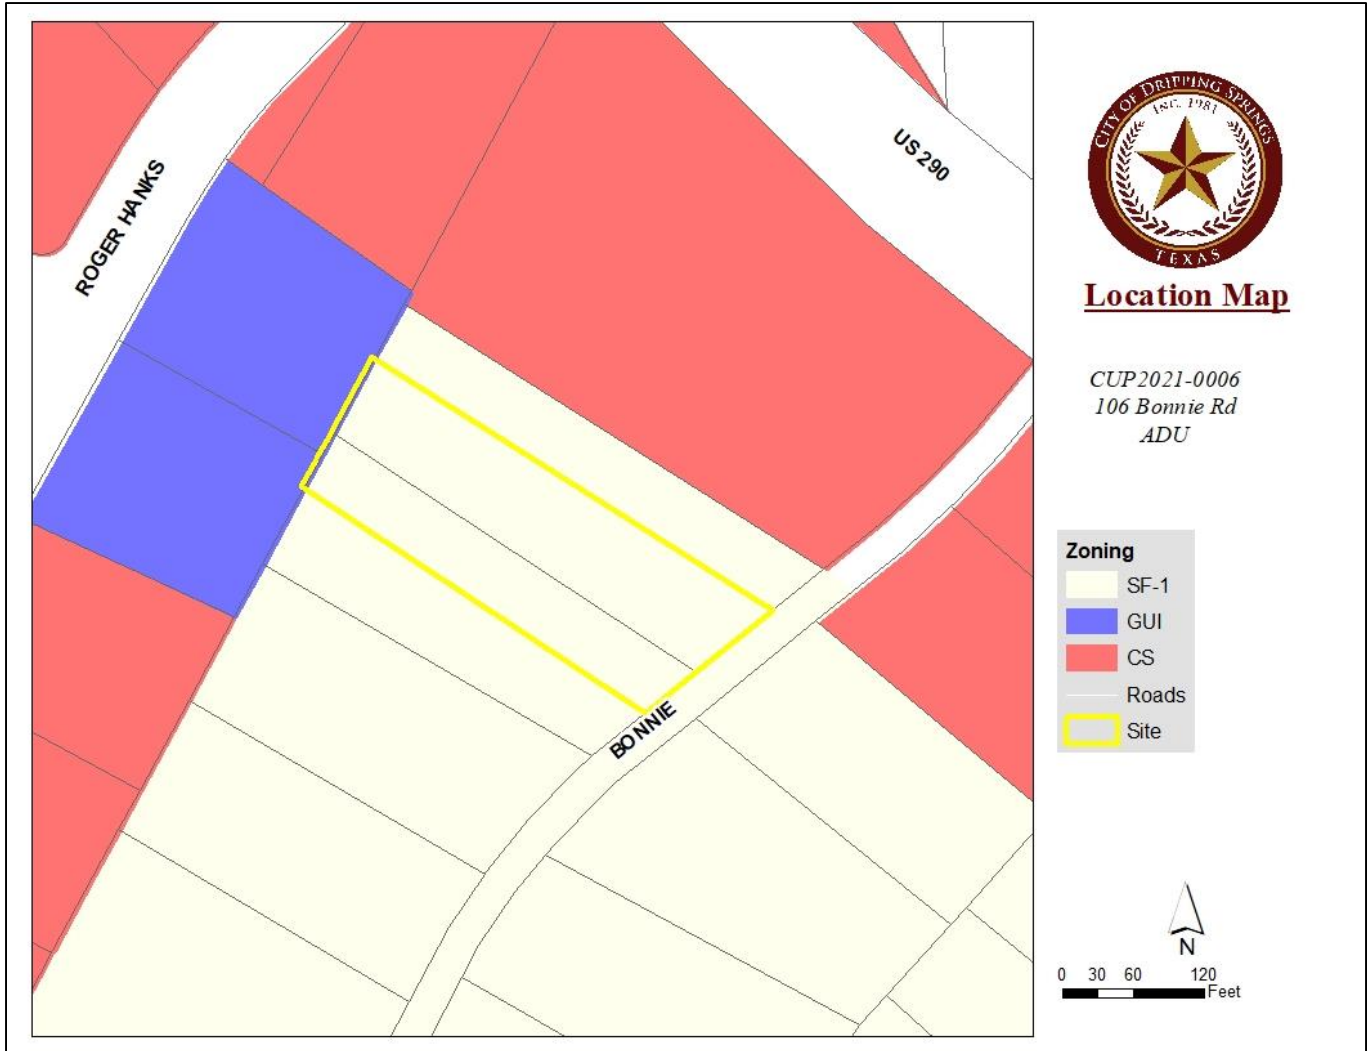 ROGER HANKS
US 290
BONNIE
CITY OF DRIPPING SPRINGS
INC. 1981
TEXAS
Location Map
CUP2021-0006
106 Bonnie Rd
ADU
Zoning
SF-1
GUI
CS
Roads
Site
N
0 30 60 120
Feet